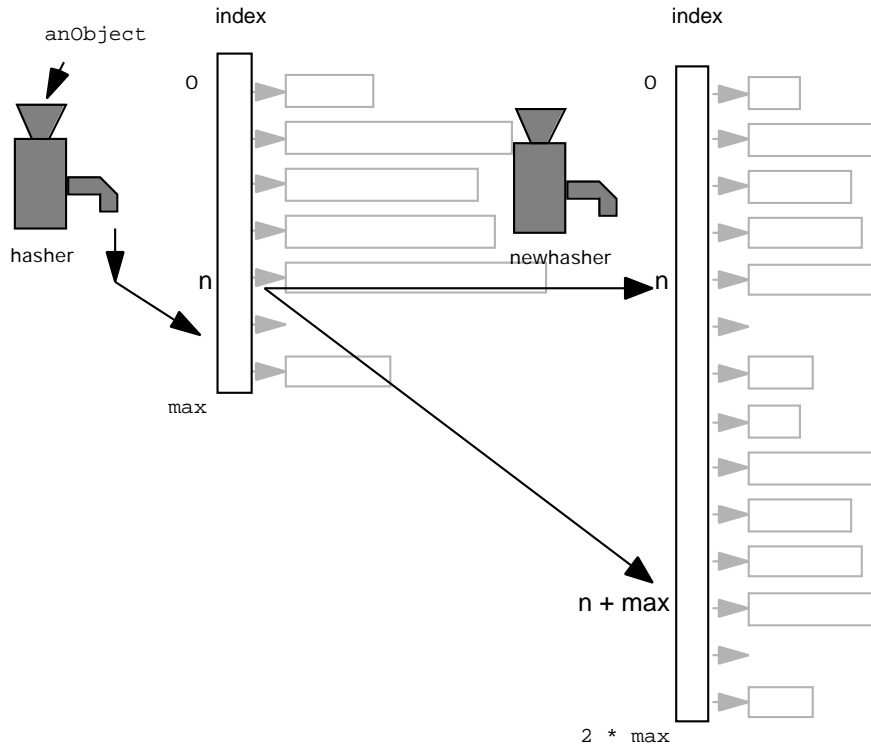 index
index
anObject
0
0
hasher
newhasher
n
n
max
n + max
2 * max